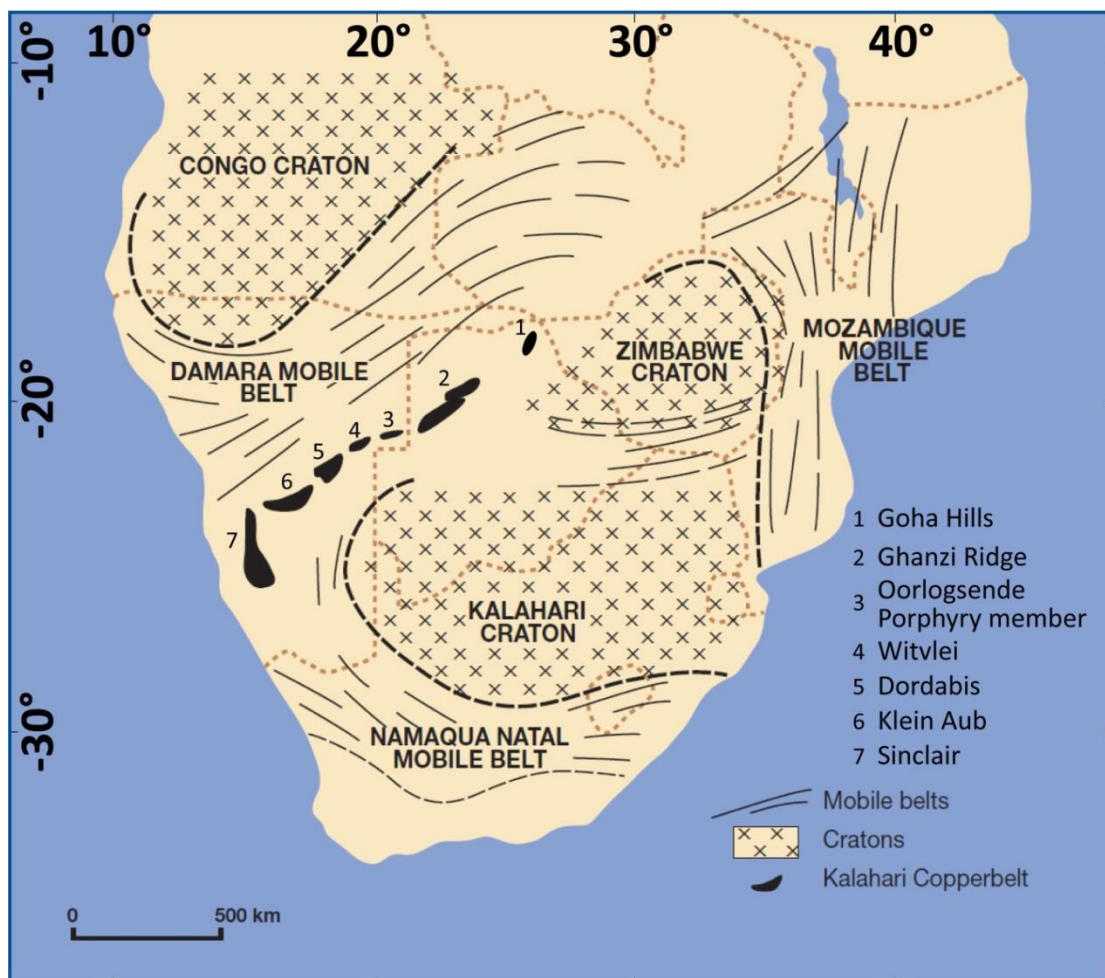 10° 20° 30° 40°
-10°
CONGO CRATON
1
MOZAMBIQUE
MOBILE
BELT
ZIMBABWE
CRATON
DAMARA MOBILE
BELT
2
-20°
3
4
5
6
7
1 Goha Hills
2 Ghanzi Ridge
3 Oorlogsende
Porphyry member
4 Witvlei
5 Dordabis
6 Klein Aub
7 Sinclair
KALAHARI
CRATON
-30°
NAMAQUA NATAL
MOBILE BELT
Mobile belts
Cratons
Kalahari Copperbelt
0 500 km